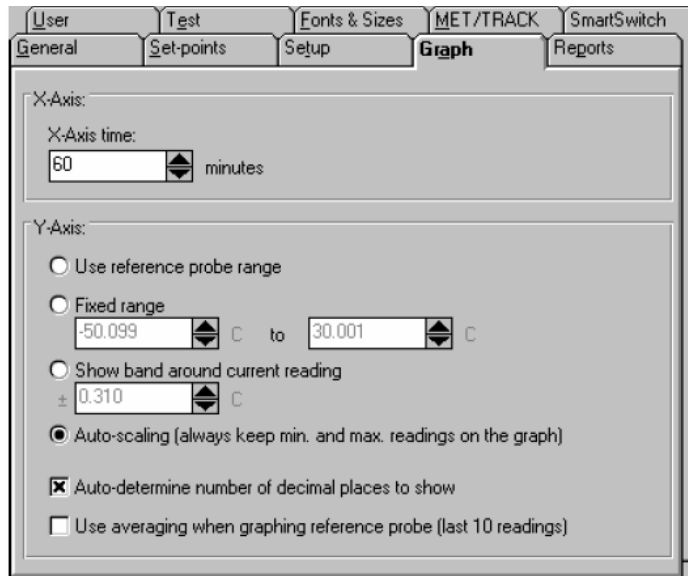 User Test Fonts & Sizes MET/TRACK SmartSwitch
General Set-points Setup Graph Reports
X-Axis:
X-Axis time:
60 minutes
Y-Axis:
Use reference probe range
Fixed range
-50.099 C to 30.001 C
Show band around current reading
± 0.310 C
Auto-scaling (always keep min. and max. readings on the graph)
Auto-determine number of decimal places to show
Use averaging when graphing reference probe (last 10 readings)